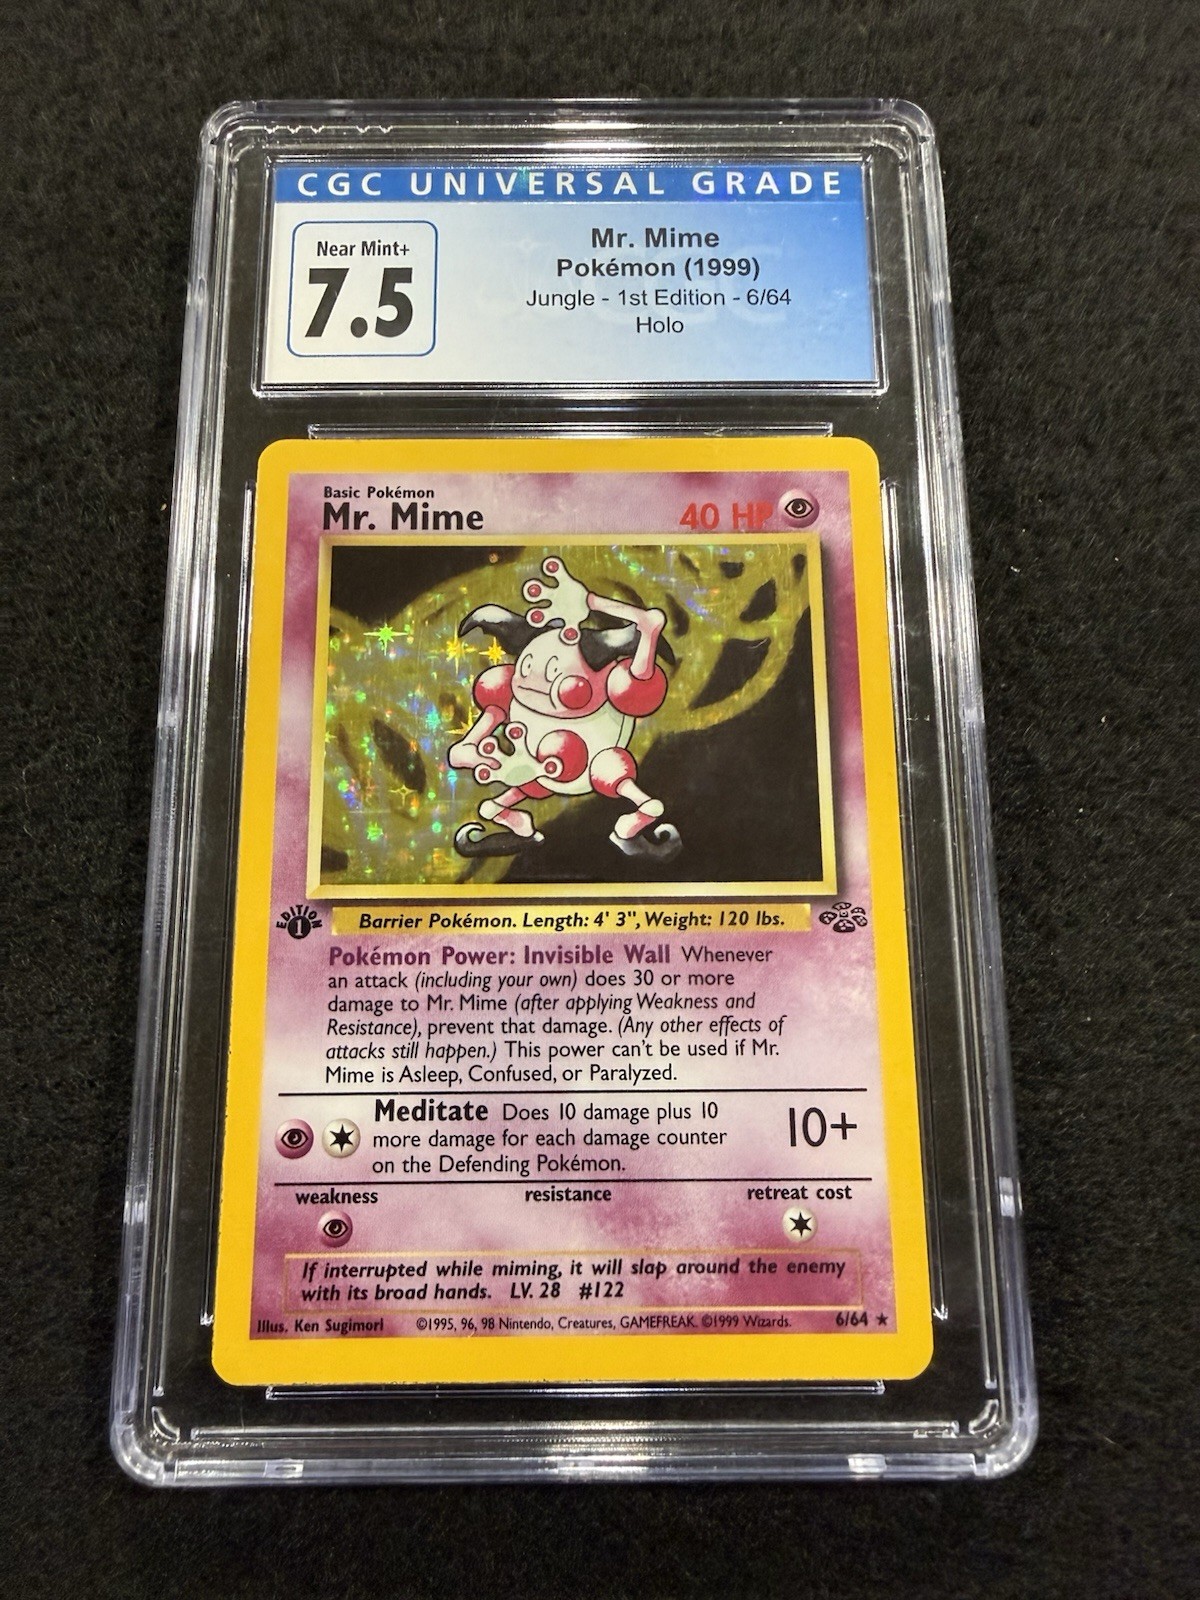 CGC UNIVERSAL GRADE
Near Mint+
7.5
Mr. Mime
Pokémon (1999)
Jungle - 1st Edition - 6/64
Holo
Basic Pokémon
Mr. Mime
40 HP
EDITION
1
Barrier Pokémon. Length: 4' 3", Weight: 120 lbs.
Pokémon Power: Invisible Wall Whenever
an attack (including your own) does 30 or more
damage to Mr. Mime (after applying Weakness and
Resistance), prevent that damage. (Any other effects of
attacks still happen.) This power can't be used if Mr.
Mime is Asleep, Confused, or Paralyzed.
Meditate Does 10 damage plus 10
more damage for each damage counter
on the Defending Pokémon.
10+
weakness
resistance
retreat cost
If interrupted while miming, it will slap around the enemy
with its broad hands. LV. 28 #122
Illus. Ken Sugimori
©1995, 96, 98 Nintendo, Creatures, GAMEFREAK. ©1999 Wizards.
6/64 ★